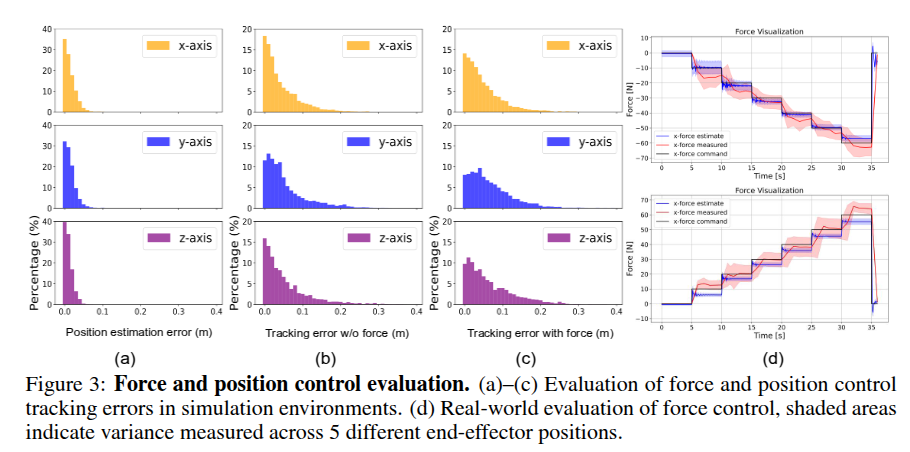 40
30
20
10
0
x-axis
20
15
10
5
0
x-axis
20
15
10
5
0
x-axis
40
30
20
10
0
y-axis
20
15
10
5
0
y-axis
20
15
10
5
0
y-axis
Percentage (%)
40
30
20
10
0
z-axis
0.0 0.1 0.2 0.3 0.4
Position estimation error (m)
(a)
Percentage (%)
20
15
10
5
0
z-axis
0.0 0.1 0.2 0.3 0.4
Tracking error w/o force (m)
(b)
Percentage (%)
20
15
10
5
0
z-axis
0.0 0.1 0.2 0.3 0.4
Tracking error with force (m)
(c)
Force Visualization
Force [N]
10
0
−10
−20
−30
−40
−50
−60
−70
x-force estimate
x-force measured
x-force command
0 5 10 15 20 25 30 35
Time [s]
Force Visualization
Force [N]
70
60
50
40
30
20
10
0
−10
x-force estimate
x-force measured
x-force command
0 5 10 15 20 25 30 35
Time [s]
(d)
Figure 3: Force and position control evaluation. (a)–(c) Evaluation of force and position control
tracking errors in simulation environments. (d) Real-world evaluation of force control, shaded areas
indicate variance measured across 5 different end-effector positions.